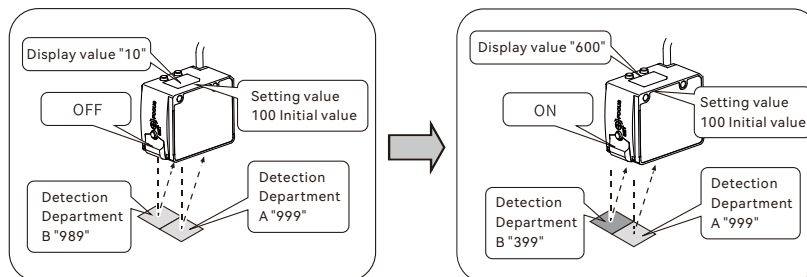 Display value "10"
OFF
Setting value
100 Initial value
Detection
Department
B "989"
Detection
Department
A "999"
Display value "600"
ON
Setting value
100 Initial value
Detection
Department
B "399"
Detection
Department
A "999"